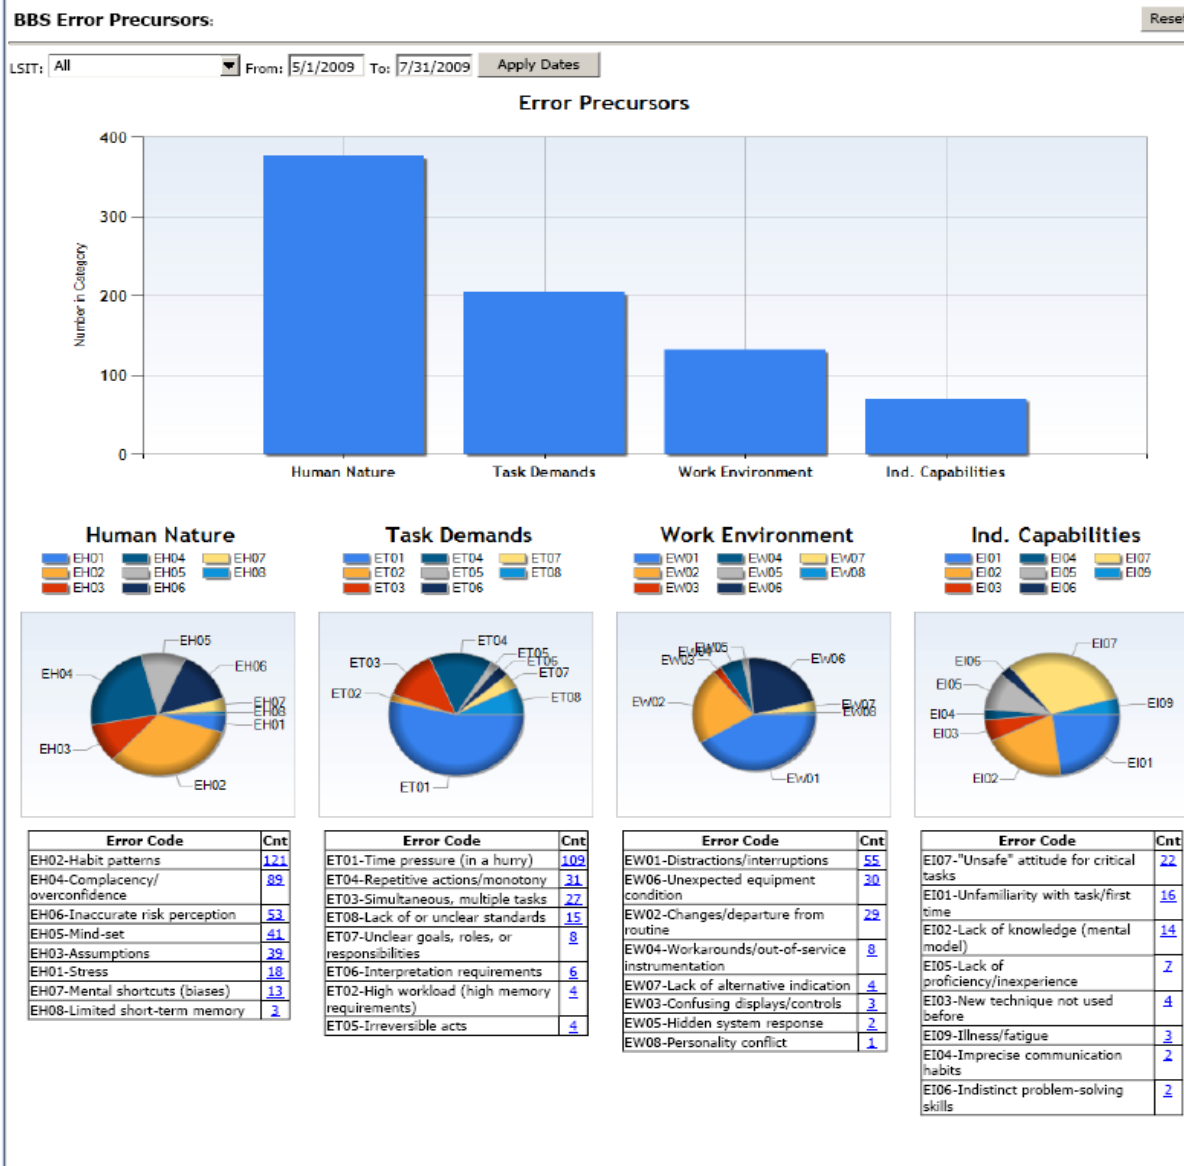 BBS Error Precursors:
Reset
LSIT: All From: 5/1/2009 To: 7/31/2009 Apply Dates
Error Precursors
400
300
200
100
0
Number in Category
Human Nature Task Demands Work Environment Ind. Capabilities
Human Nature
EH01 EH04 EH07
EH02 EH05 EH08
EH03 EH06
EH05
EH04
EH06
EH07
EH08
EH01
EH03
EH02
Error Code Cnt
EH02-Habit patterns 121
EH04-Complacency/ 89
overconfidence
EH06-Inaccurate risk perception 53
EH05-Mind-set 41
EH03-Assumptions 39
EH01-Stress 18
EH07-Mental shortcuts (biases) 13
EH08-Limited short-term memory 3
Task Demands
ET01 ET04 ET07
ET02 ET05 ET08
ET03 ET06
ET04
ET05
ET03
ET06
ET07
ET02
ET08
ET01
Error Code Cnt
ET01-Time pressure (in a hurry) 109
ET04-Repetitive actions/monotony 31
ET03-Simultaneous, multiple tasks 27
ET08-Lack of or unclear standards 15
ET07-Unclear goals, roles, or 8
responsibilities
ET06-Interpretation requirements 6
ET02-High workload (high memory 4
requirements)
ET05-Irreversible acts 4
Work Environment
EW01 EW04 EW07
EW02 EW05 EW08
EW03 EW06
EW04
EW05
EW03
EW06
EW02
EW07
EW08
EW01
Error Code Cnt
EW01-Distractions/interruptions 55
EW06-Unexpected equipment 30
condition
EW02-Changes/departure from 29
routine
EW04-Workarounds/out-of-service 8
instrumentation
EW07-Lack of alternative indication 4
EW03-Confusing displays/controls 3
EW05-Hidden system response 2
EW08-Personality conflict 1
Ind. Capabilities
EI01 EI04 EI07
EI02 EI05 EI09
EI03 EI06
EI07
EI06
EI05
EI09
EI04
EI03
EI01
EI02
Error Code Cnt
EI07-"Unsafe" attitude for critical 22
tasks
EI01-Unfamiliarity with task/first 16
time
EI02-Lack of knowledge (mental 14
model)
EI05-Lack of 7
proficiency/inexperience
EI03-New technique not used 4
before
EI09-Illness/fatigue 3
EI04-Imprecise communication 2
habits
EI06-Indistinct problem-solving 2
skills